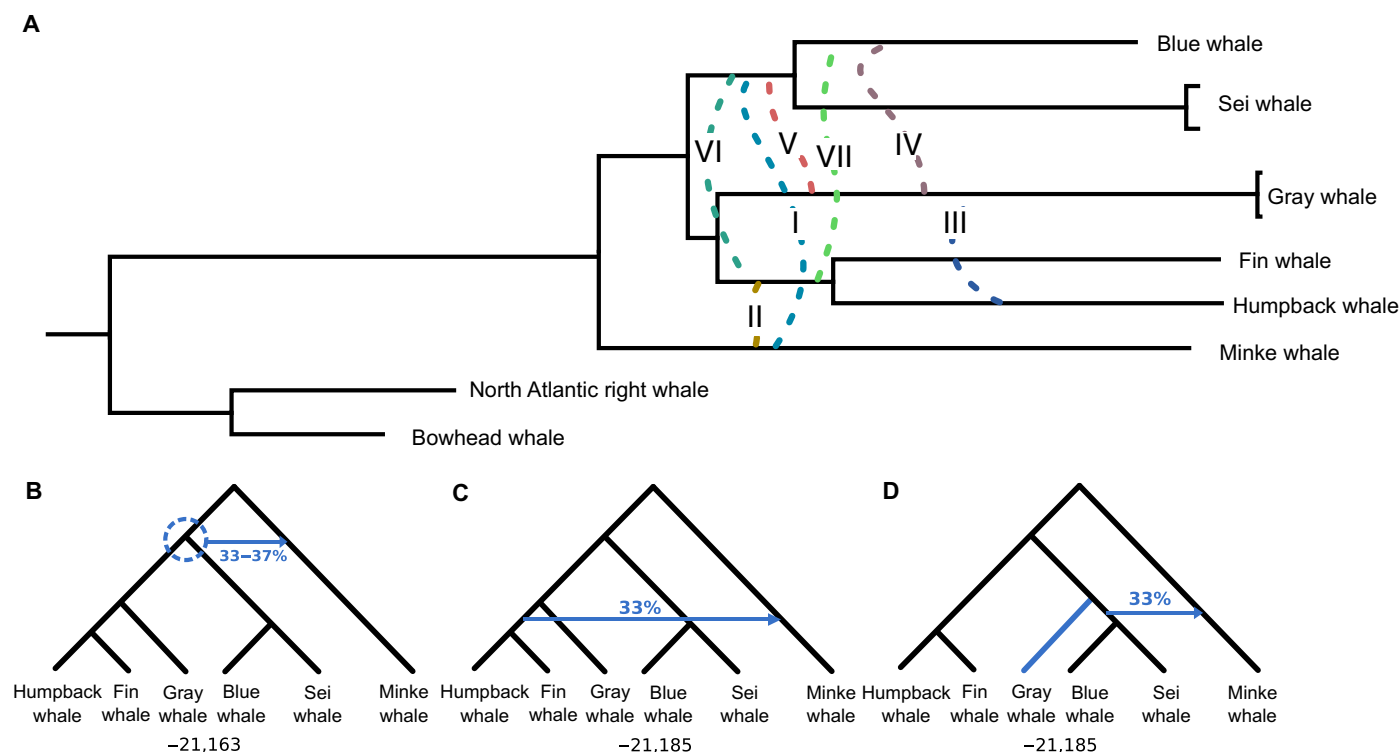 A
Blue whale
Sei whale
VI
V
VII
IV
Gray whale
I
III
Fin whale
II
Humpback whale
Minke whale
North Atlantic right whale
Bowhead whale
B
33–37%
Humpback whale
Fin whale
Gray whale
Blue whale
Sei whale
Minke whale
−21,163
C
33%
Humpback whale
Fin whale
Gray whale
Blue whale
Sei whale
Minke whale
−21,185
D
33%
Humpback whale
Fin whale
Gray whale
Blue whale
Sei whale
Minke whale
−21,185